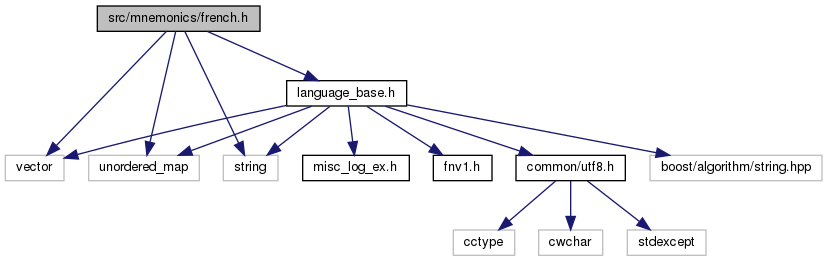 src/mnemonics/french.h
language_base.h
vector
unordered_map
string
misc_log_ex.h
fnv1.h
common/utf8.h
boost/algorithm/string.hpp
cctype
cwchar
stdexcept